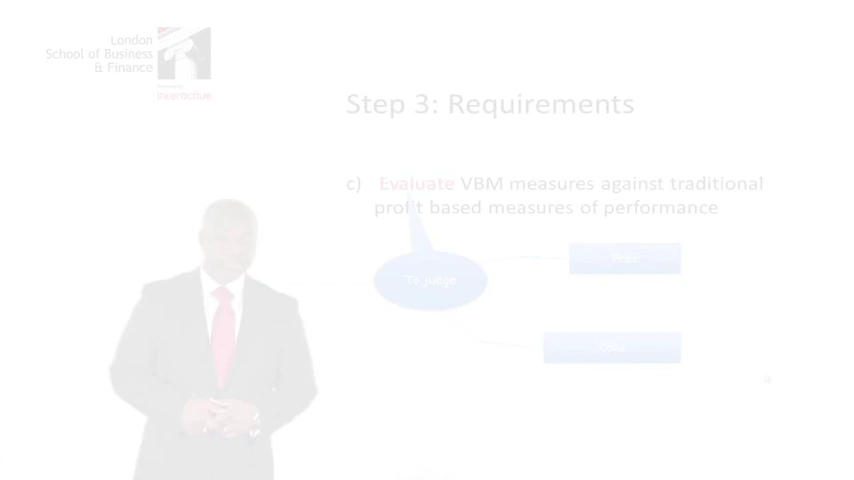 London
School of Business
& Finance
interactive
Step 3: Requirements
c) Evaluate VBM measures against traditional
profit based measures of performance
To judge
Pros
Cons